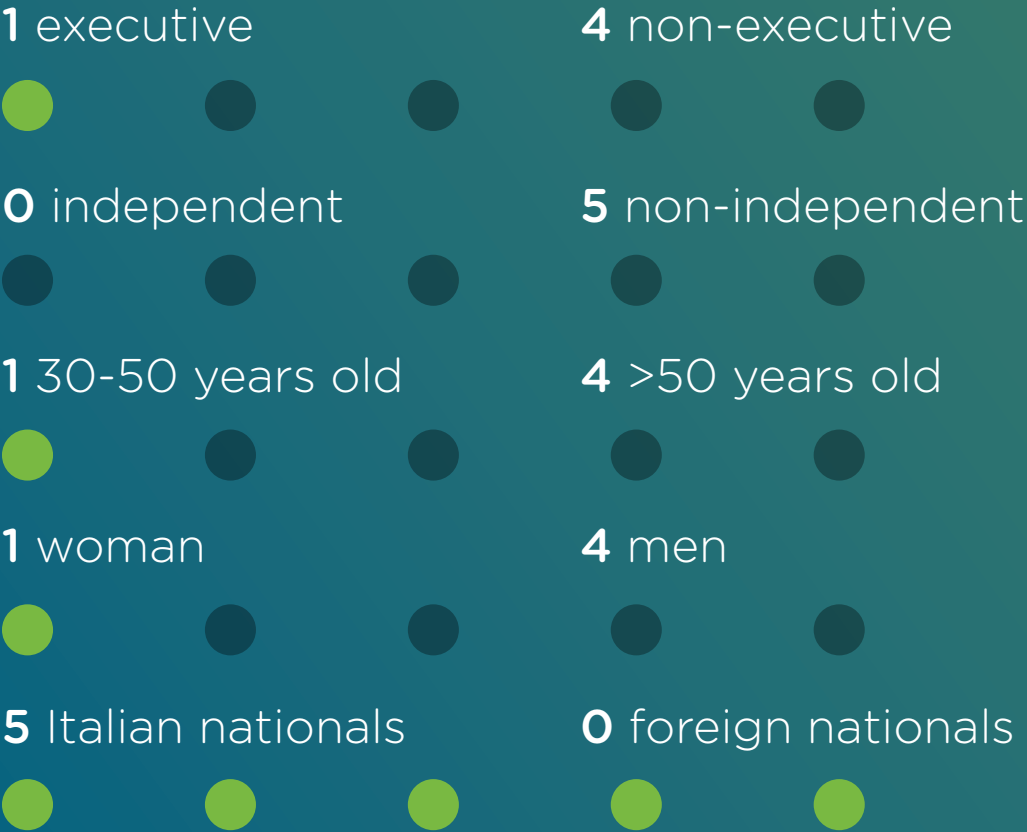 1 executive 4 non-executive
0 independent 5 non-independent
1 30-50 years old 4 >50 years old
1 woman 4 men
5 Italian nationals 0 foreign nationals